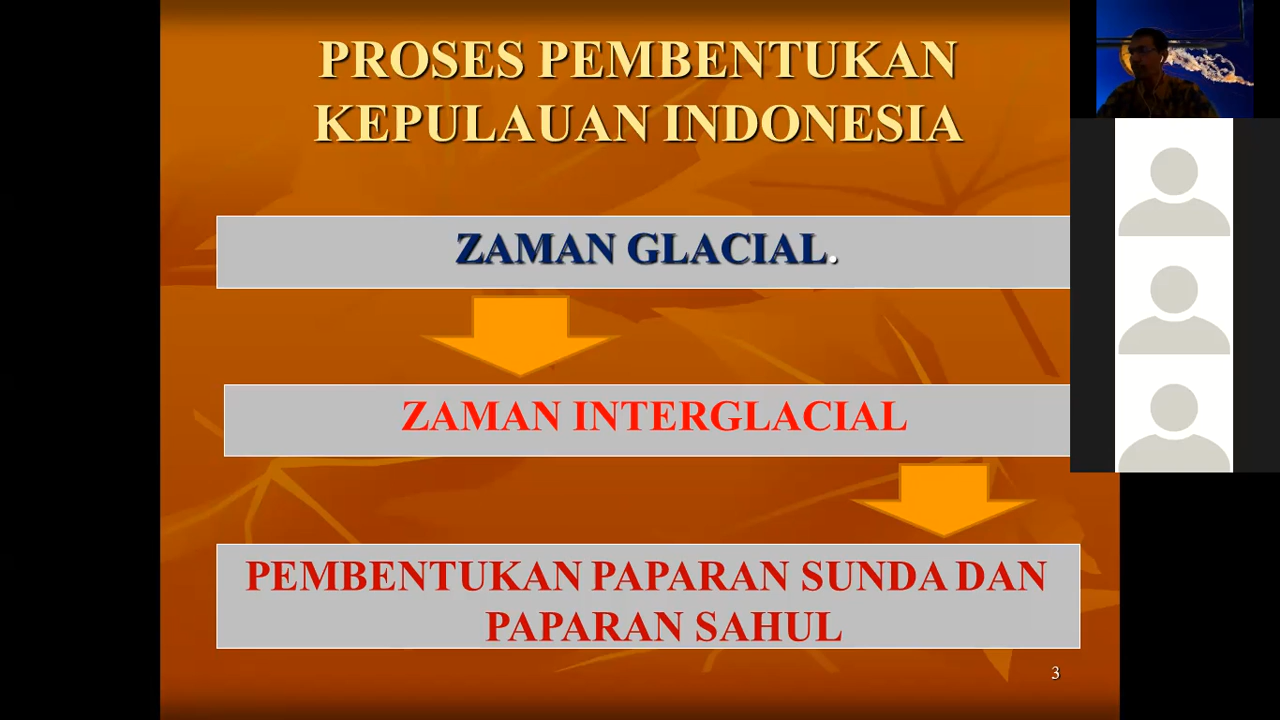 PROSES PEMBENTUKAN
KEPULAUAN INDONESIA
ZAMAN GLACIAL.
ZAMAN INTERGLACIAL
PEMBENTUKAN PAPARAN SUNDA DAN
PAPARAN SAHUL
3